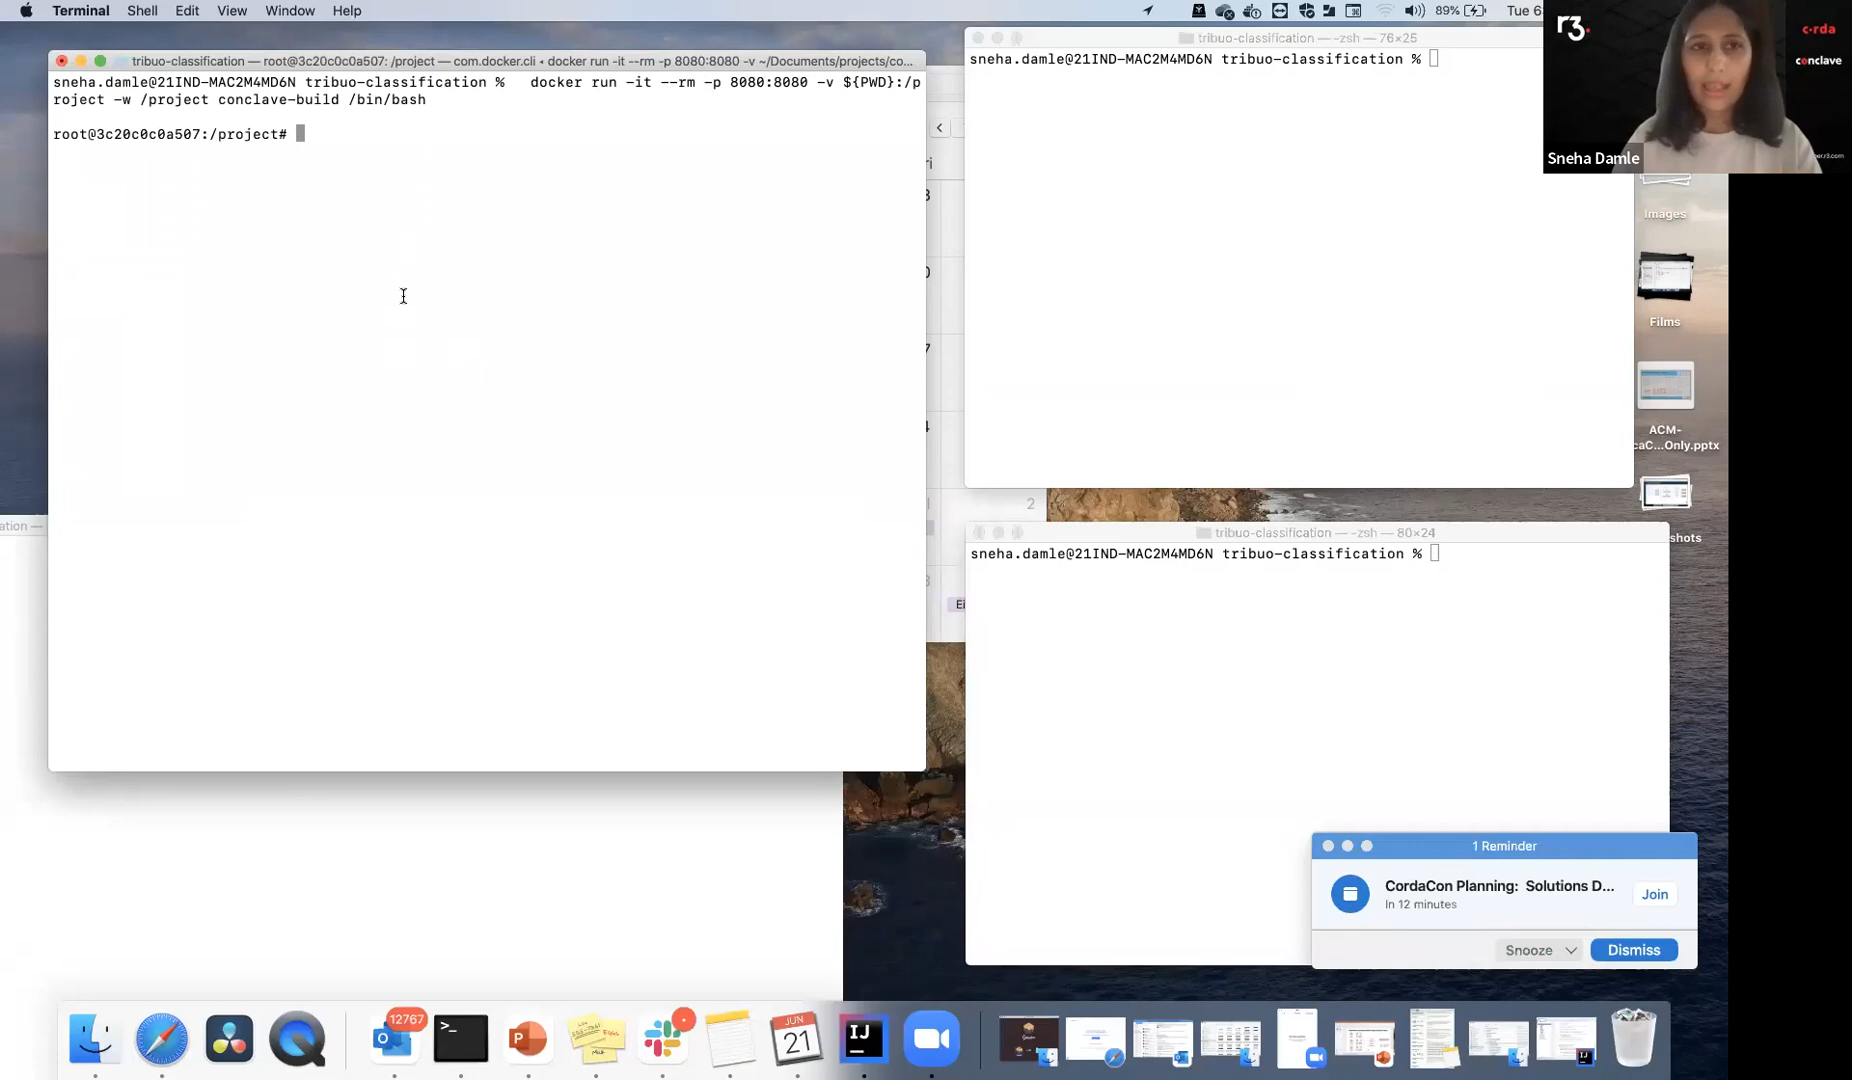 Terminal Shell Edit View Window Help
89% Tue 6
tribuo-classification — root@3c20c0c0a507: /project — com.docker.cli ◂ docker run -it --rm -p 8080:8080 -v ~/Documents/projects/co...
sneha.damle@21IND-MAC2M4MD6N tribuo-classification %   docker run -it --rm -p 8080:8080 -v ${PWD}:/p
roject -w /project conclave-build /bin/bash
root@3c20c0c0a507:/project#
tribuo-classification — -zsh — 76×25
sneha.damle@21IND-MAC2M4MD6N tribuo-classification %
r3.
c·rda
conclave
Sneha Damle
Images
Films
ACM-
caC...Only.pptx
shots
2
ation —
tribuo-classification — -zsh — 80×24
sneha.damle@21IND-MAC2M4MD6N tribuo-classification %
Ei
1 Reminder
CordaCon Planning: Solutions D...
In 12 minutes
Join
Snooze
Dismiss
12767
JUN
21
IJ